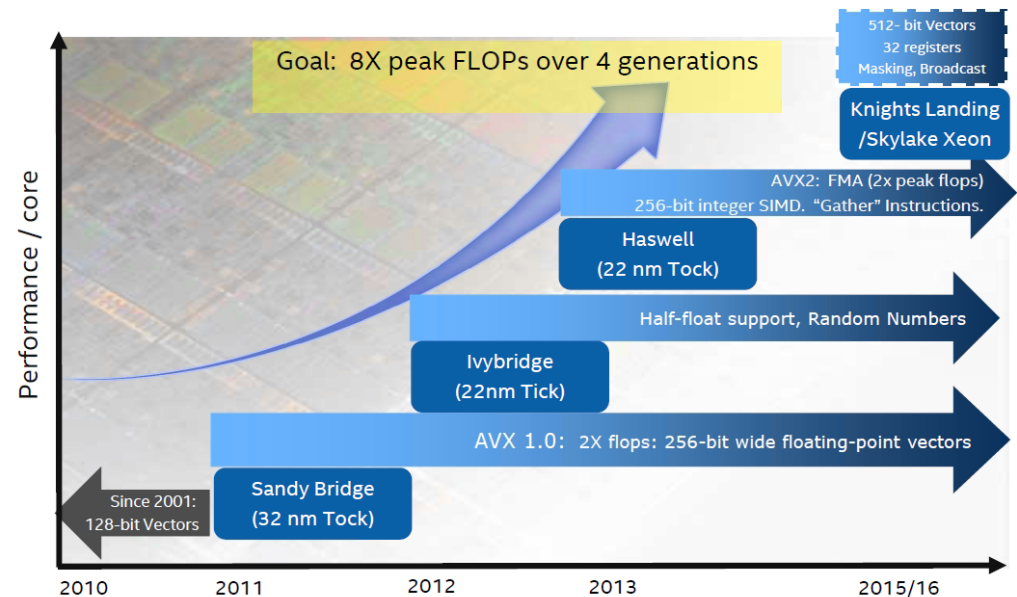 512- bit Vectors
32 registers
Masking, Broadcast
Goal: 8X peak FLOPs over 4 generations
Knights Landing
/Skylake Xeon
AVX2: FMA (2x peak flops)
256-bit integer SIMD. “Gather” Instructions.
Haswell
(22 nm Tock)
Half-float support, Random Numbers
Ivybridge
(22nm Tick)
AVX 1.0: 2X flops: 256-bit wide floating-point vectors
Since 2001:
128-bit Vectors
Sandy Bridge
(32 nm Tock)
Performance / core
2010
2011
2012
2013
2015/16